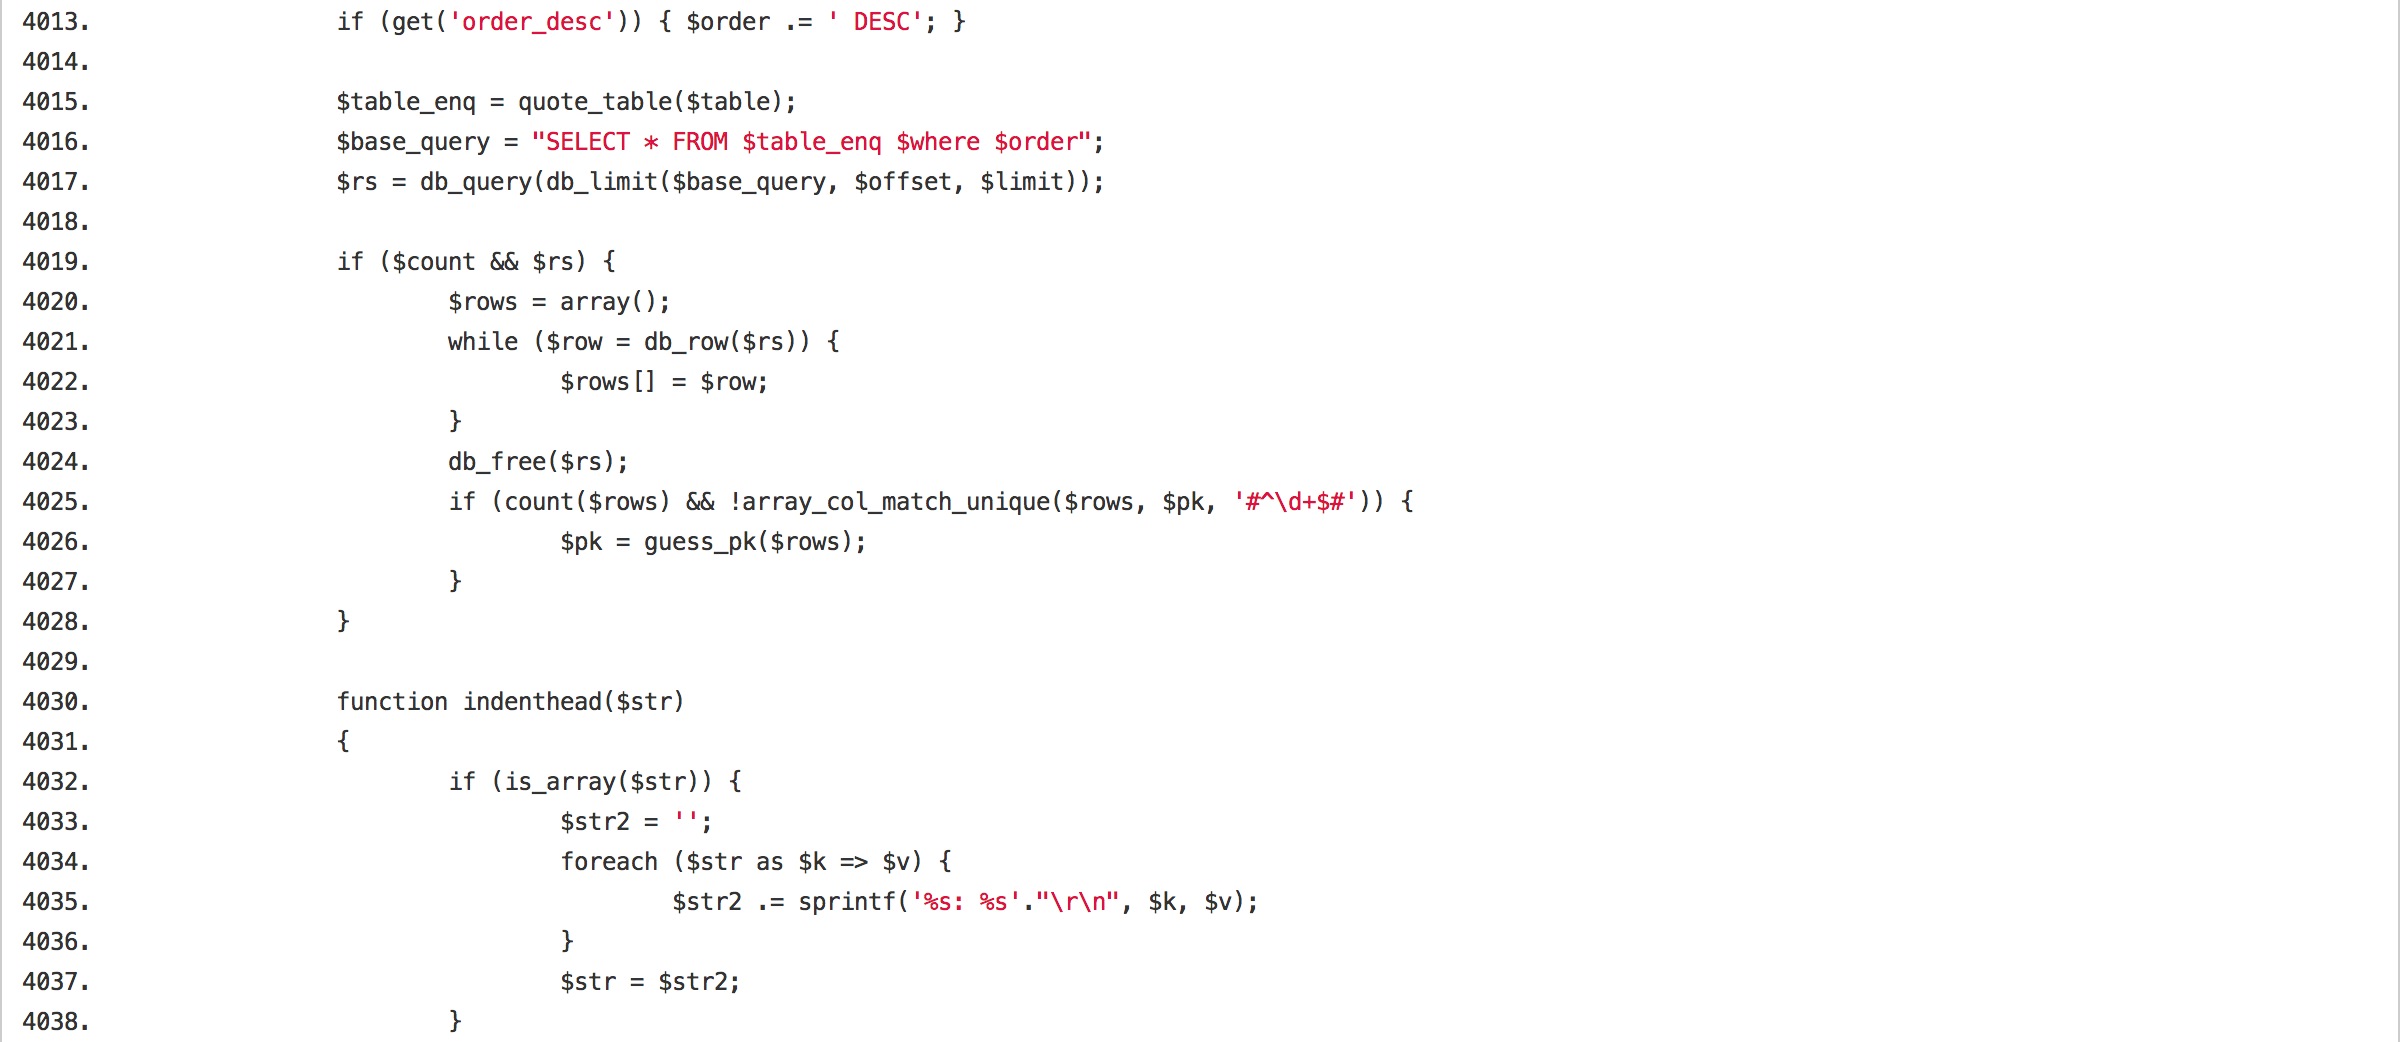 4013. if (get('order_desc')) { $order .= ' DESC'; }
4014.
4015. $table_enq = quote_table($table);
4016. $base_query = "SELECT * FROM $table_enq $where $order";
4017. $rs = db_query(db_limit($base_query, $offset, $limit));
4018.
4019. if ($count && $rs) {
4020. $rows = array();
4021. while ($row = db_row($rs)) {
4022. $rows[] = $row;
4023. }
4024. db_free($rs);
4025. if (count($rows) && !array_col_match_unique($rows, $pk, '#^\d+$#')) {
4026. $pk = guess_pk($rows);
4027. }
4028. }
4029.
4030. function indenthead($str)
4031. {
4032. if (is_array($str)) {
4033. $str2 = '';
4034. foreach ($str as $k => $v) {
4035. $str2 .= sprintf('%s: %s'."\r\n", $k, $v);
4036. }
4037. $str = $str2;
4038. }